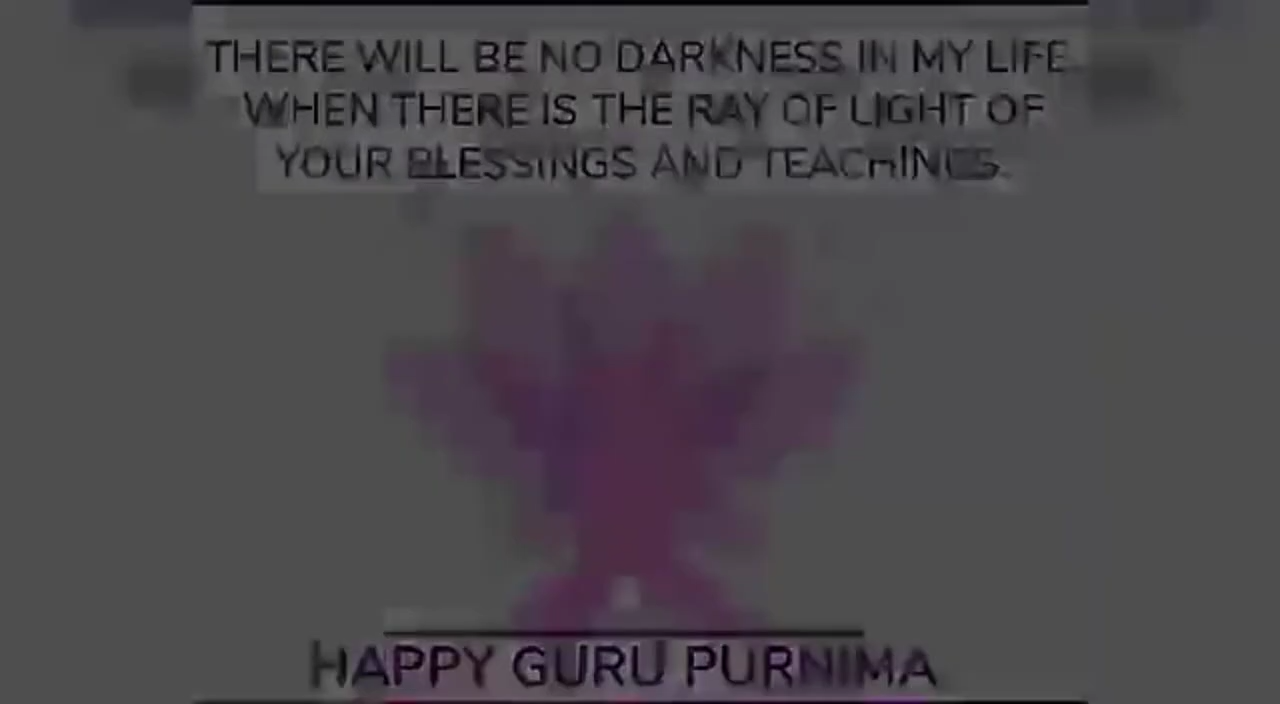 THERE WILL BE NO DARKNESS IN MY LIFE
WHEN THERE IS THE RAY OF LIGHT OF
YOUR BLESSINGS AND TEACHINGS.
HAPPY GURU PURNIMA